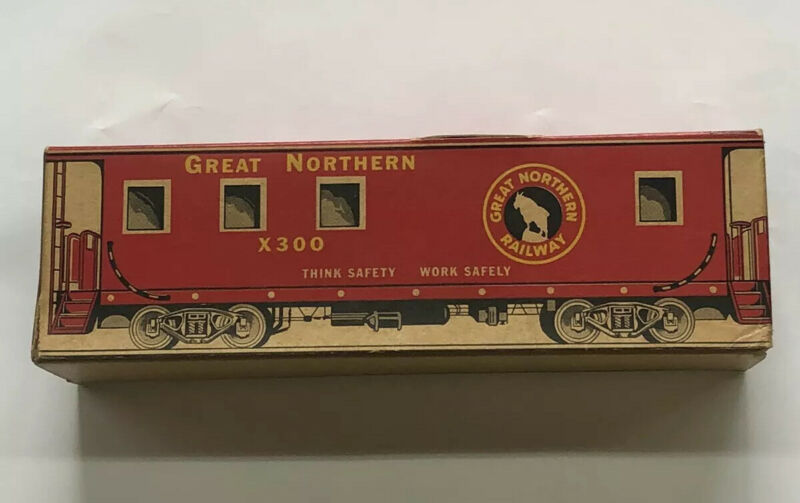 GREAT NORTHERN
GREAT NORTHERN
RAILWAY
X300
THINK SAFETY WORK SAFELY